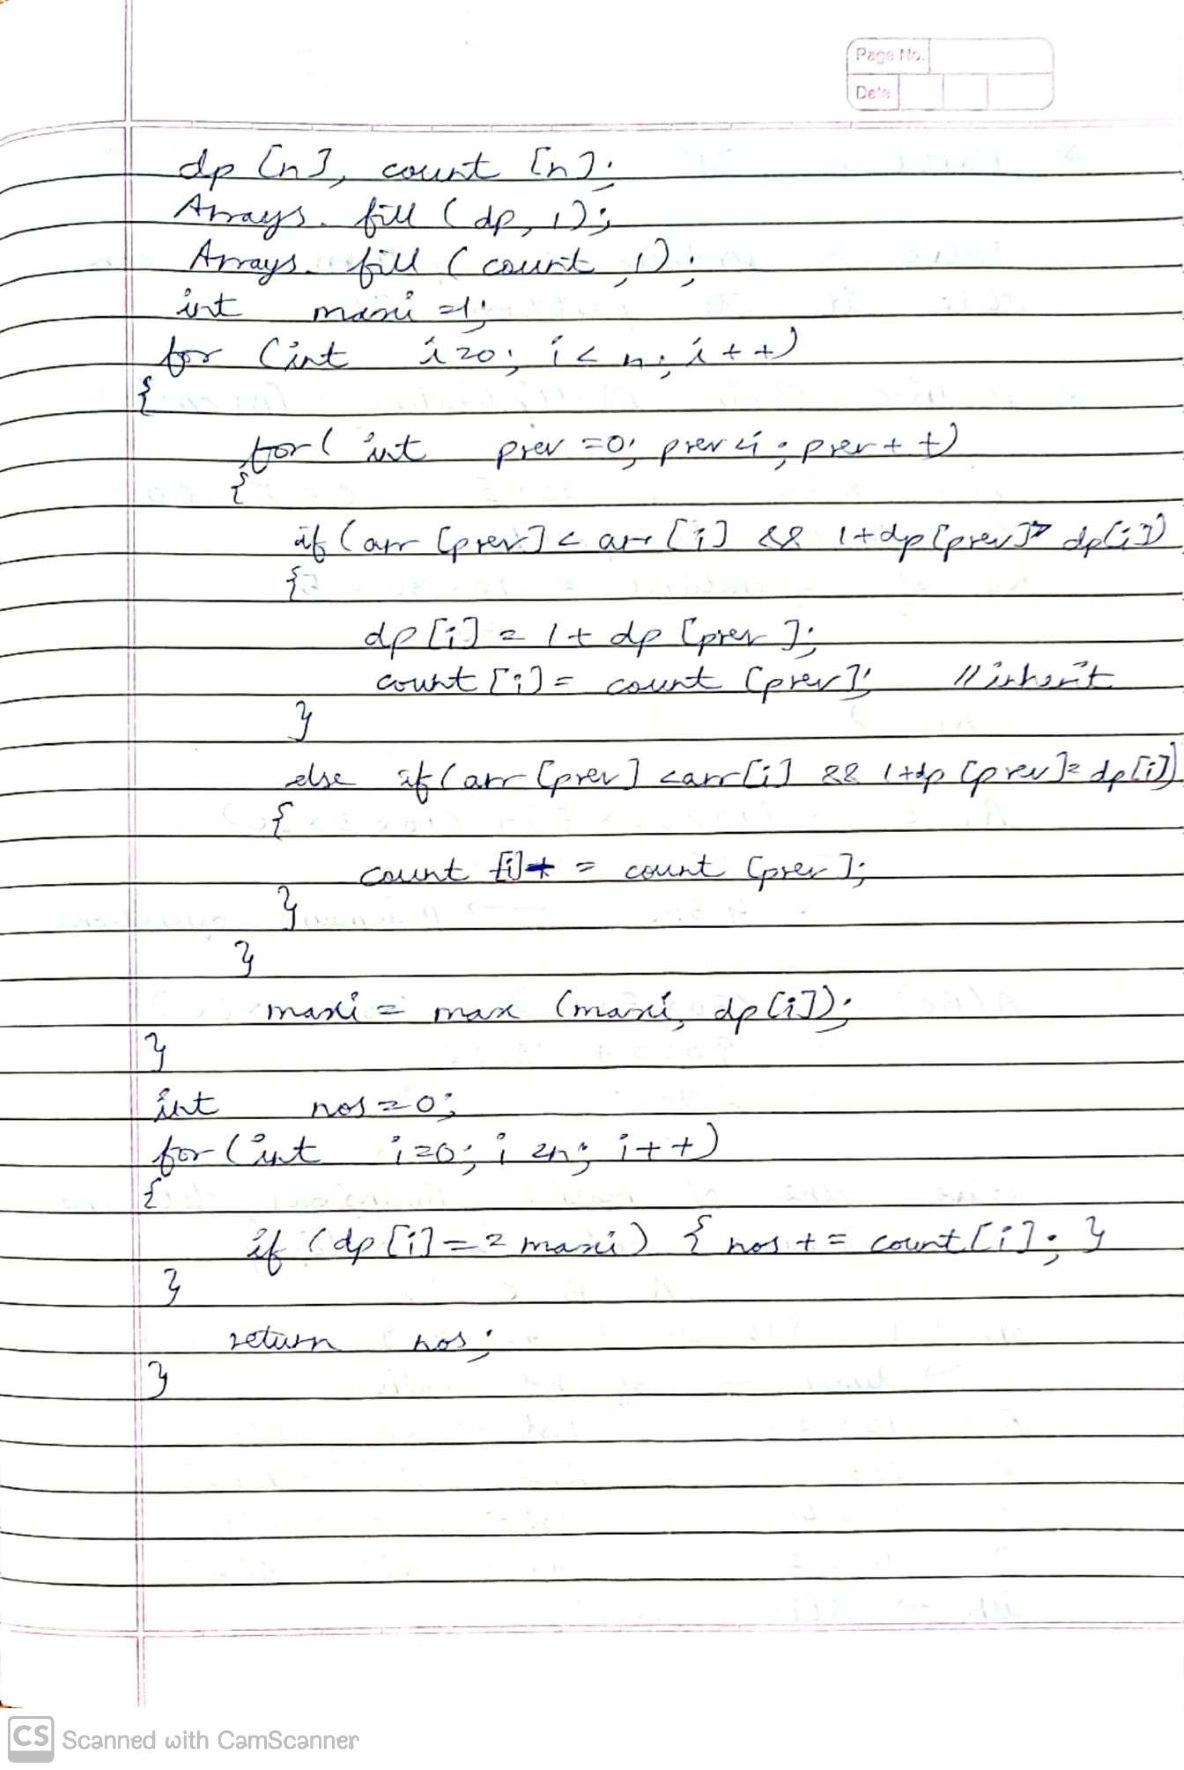 Page No.
Date
dp [n], count [n];
Arrays. fill (dp, 1);
Arrays. fill (count, 1);
int maxi =1;
for (int i=0; i< n; i++)
{
for( int prev =0; prev<i; prev++)
{
if (arr [prev] < arr [i] && 1+dp[prev]> dp[i])
{
dp [i] = 1+ dp [prev];
count [i]= count [prev]; //inherit
}
else if(arr [prev] <arr[i] && 1+dp [prev]= dp[i])
{
count [i]+ = count [prev];
}
}
maxi = max (maxi, dp[i]);
}
int nos=0;
for (int i=0; i <n; i++)
{
if (dp [i]== maxi) { nos += count[i]; }
}
return nos;
}
CS Scanned with CamScanner